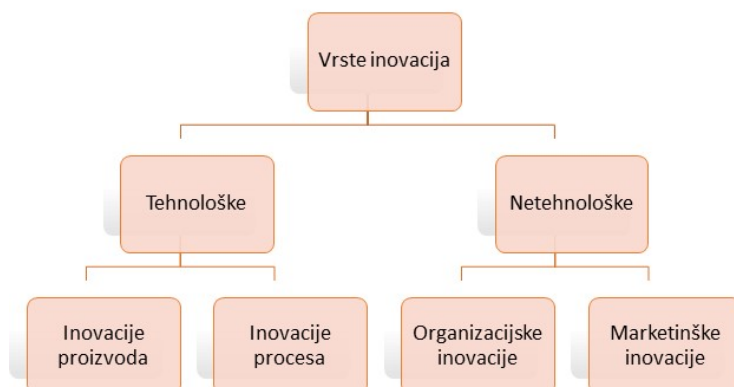 Vrste inovacija
Tehnološke
Netehnološke
Inovacije
proizvoda
Inovacije
procesa
Organizacijske
inovacije
Marketinške
inovacije